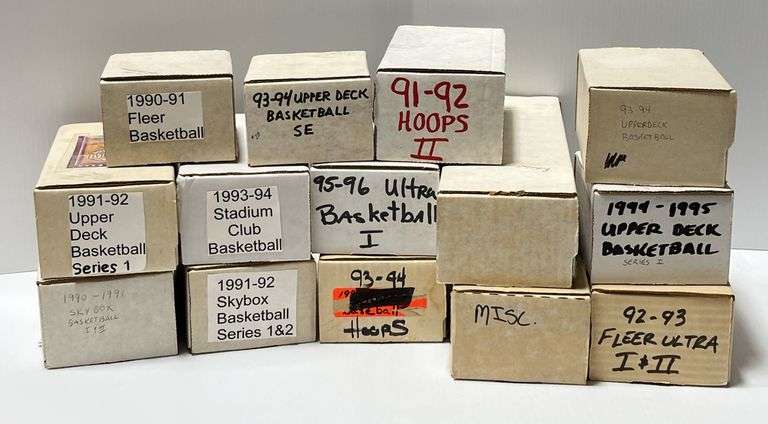 1990-91
Fleer
Basketball
93-94 UPPER DECK
BASKETBALL
SE
91-92
HOOPS
II
93-94
UPPERDECK
BASKETBALL
1991-92
Upper
Deck
Basketball
Series 1
1993-94
Stadium
Club
Basketball
95-96 Ultra
Basketball
I
1994-1995
UPPER DECK
BASKETBALL
SERIES I
1990-1991
SKYBOX
BASKETBALL
I & II
1991-92
Skybox
Basketball
Series 1&2
93-94
HOOPS
MISC.
92-93
FLEER ULTRA
I & II